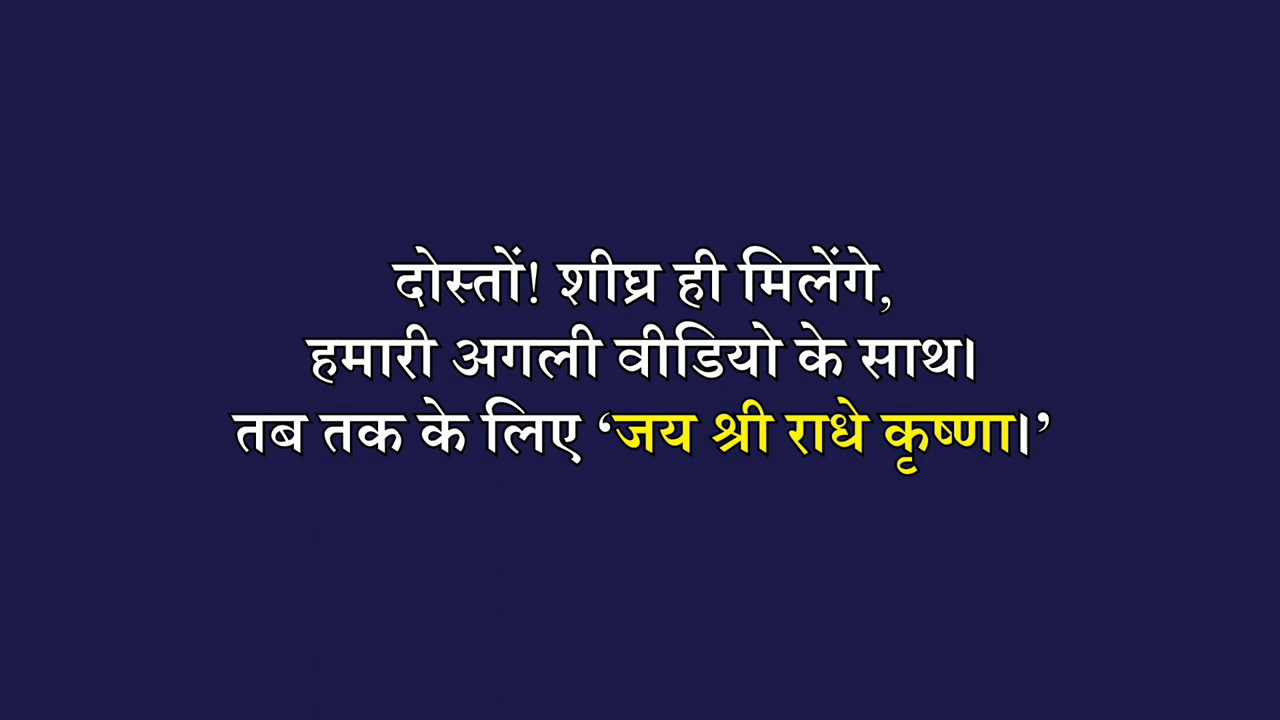 दोस्तों! शीघ्र ही मिलेंगे,
हमारी अगली वीडियो के साथ।
तब तक के लिए ‘जय श्री राधे कृष्णा।’